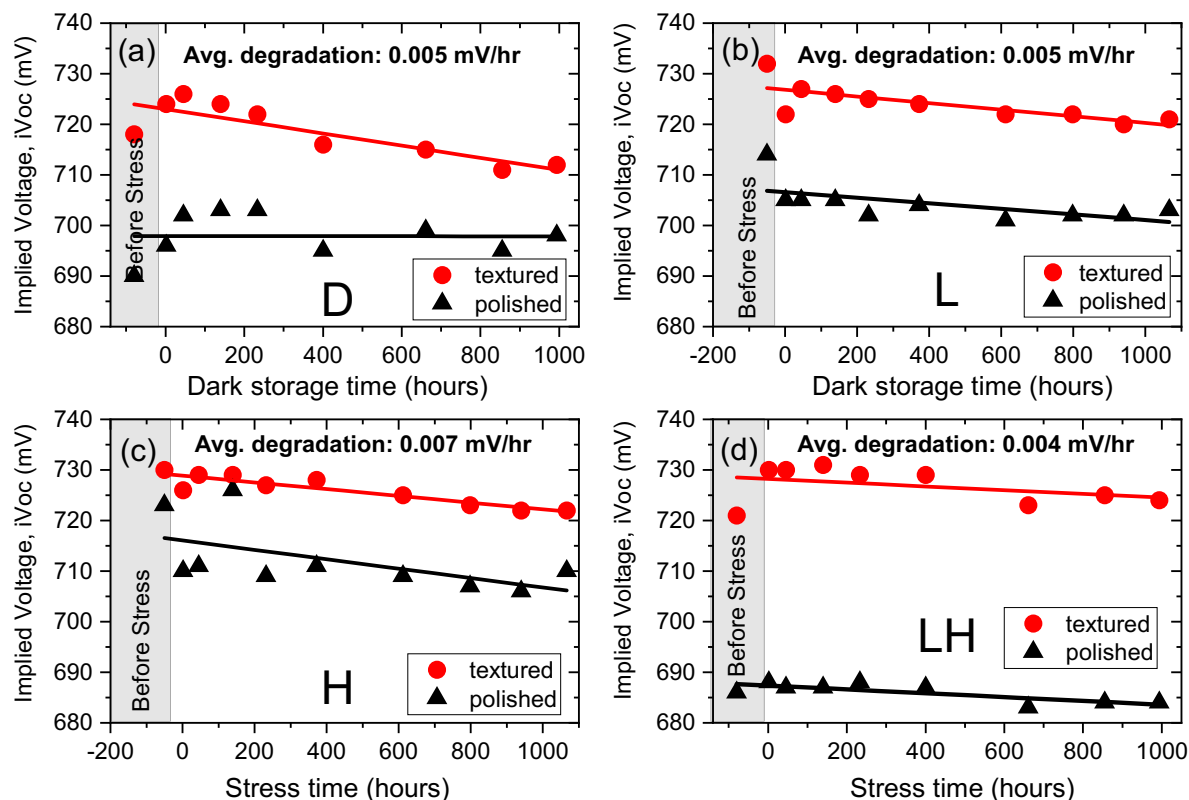 (a)
Avg. degradation: 0.005 mV/hr
Implied Voltage, iVoc (mV)
740
730
720
710
700
690
680
Before Stress
textured
polished
D
0
200
400
600
800
1000
Dark storage time (hours)
(b)
Avg. degradation: 0.005 mV/hr
Implied Voltage, iVoc (mV)
740
730
720
710
700
690
680
Before Stress
textured
polished
L
-200
0
200
400
600
800
1000
Dark storage time (hours)
(c)
Avg. degradation: 0.007 mV/hr
Implied Voltage, iVoc (mV)
740
730
720
710
700
690
680
Before Stress
textured
polished
H
-200
0
200
400
600
800
1000
Stress time (hours)
(d)
Avg. degradation: 0.004 mV/hr
Implied Voltage, iVoc (mV)
740
730
720
710
700
690
680
Before Stress
LH
textured
polished
0
200
400
600
800
1000
Stress time (hours)